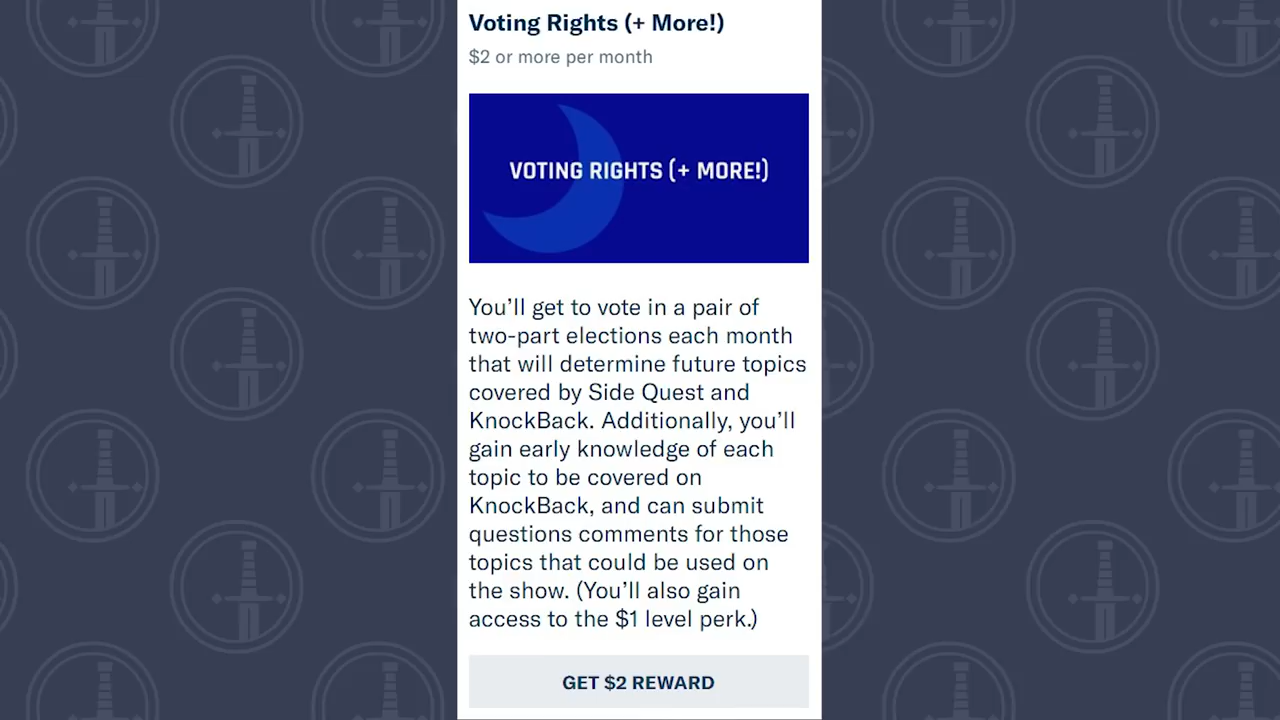 Voting Rights (+ More!)
$2 or more per month
VOTING RIGHTS (+ MORE!)
You’ll get to vote in a pair of
two-part elections each month
that will determine future topics
covered by Side Quest and
KnockBack. Additionally, you’ll
gain early knowledge of each
topic to be covered on
KnockBack, and can submit
questions comments for those
topics that could be used on
the show. (You’ll also gain
access to the $1 level perk.)
GET $2 REWARD